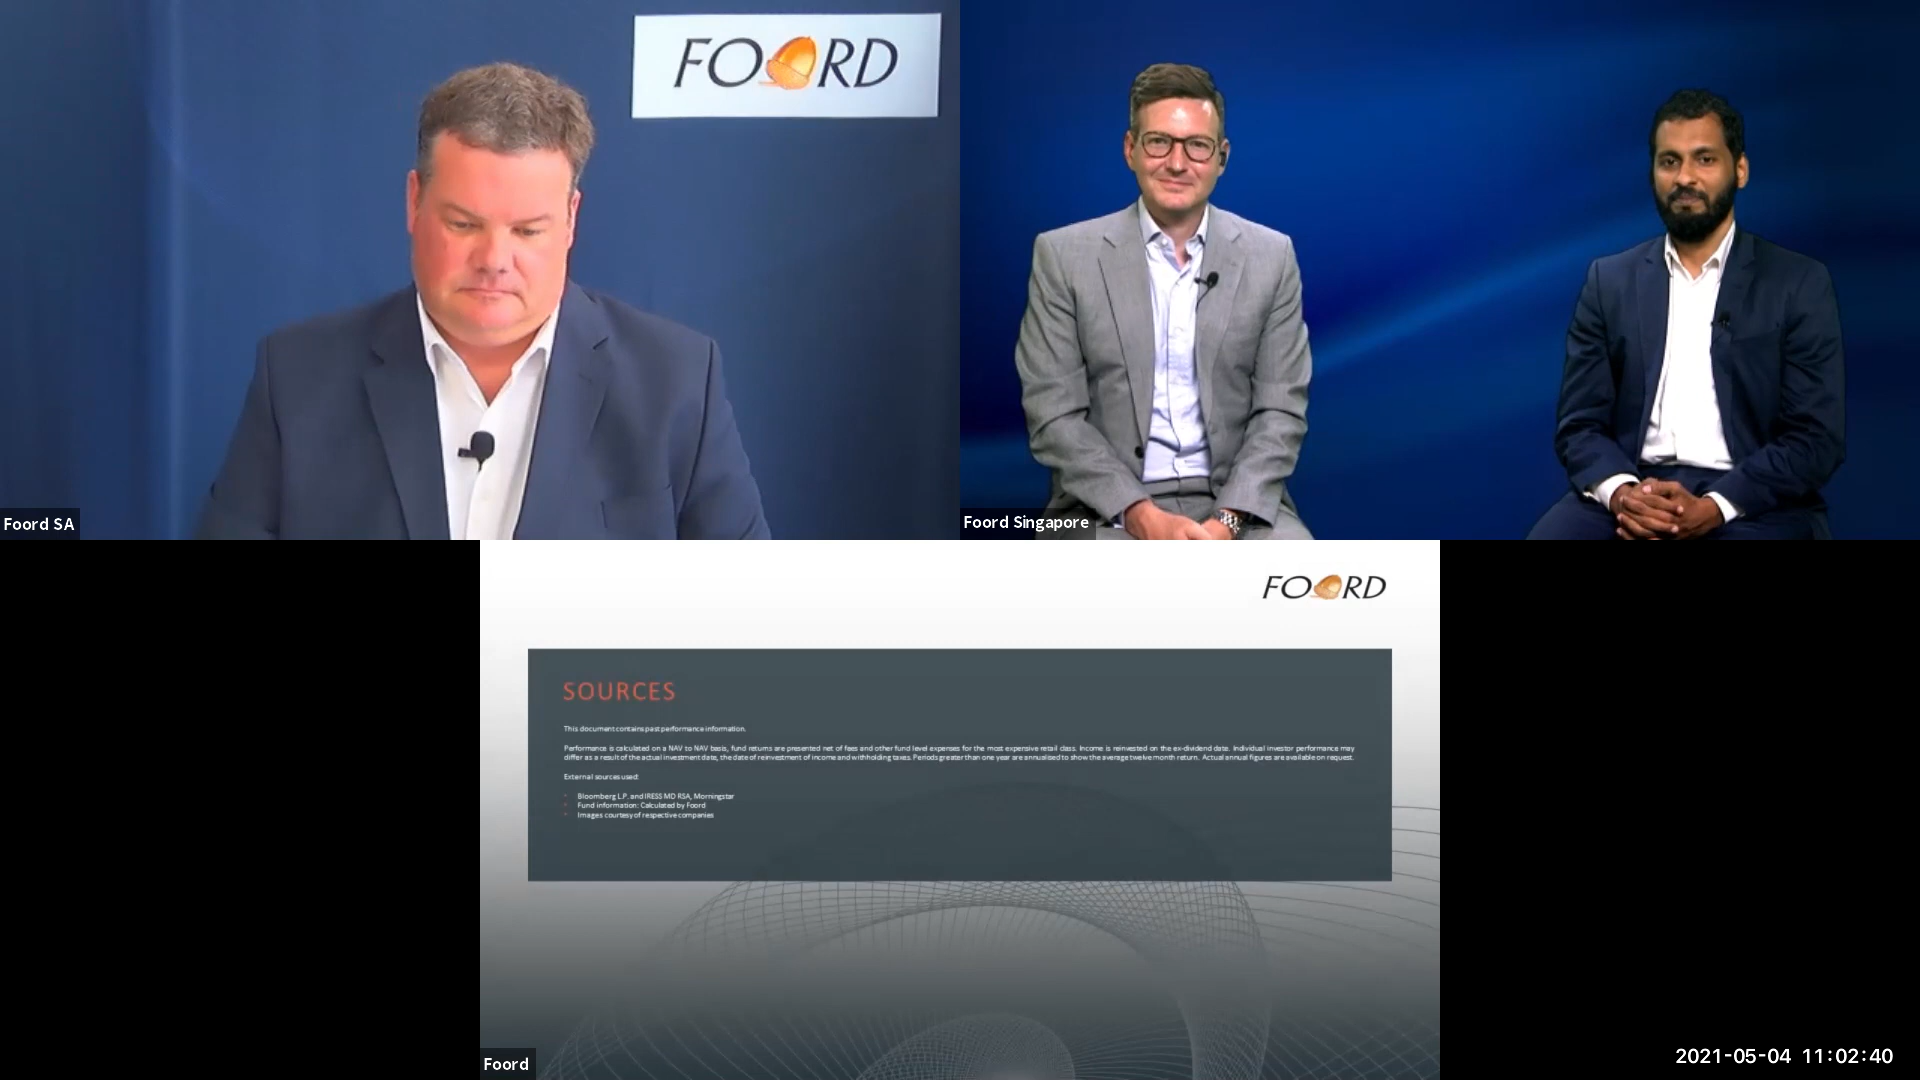 FOORD
Foord SA
Foord Singapore
FOORD
SOURCES
This document contains past performance information.
Performance is calculated on a NAV to NAV basis, fund returns are presented net of fees and other fund level expenses for the most expensive retail class. Income is reinvested on the ex-dividend date. Individual investor performance may
differ as a result of the actual investment date, the date of reinvestment of income and withholding taxes. Periods greater than one year are annualised to show the average twelve month return. Actual annual figures are available on request.
External sources used:
Bloomberg L.P. and IRESS MD RSA, Morningstar
Fund information: Calculated by Foord
Images courtesy of respective companies
Foord
2021-05-04 11:02:40